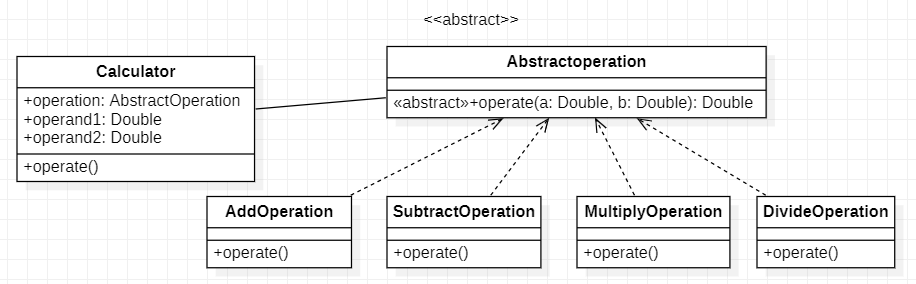 <<abstract>>
Calculator
+operation: AbstractOperation
+operand1: Double
+operand2: Double
+operate()
Abstractoperation
«abstract»+operate(a: Double, b: Double): Double
AddOperation
+operate()
SubtractOperation
+operate()
MultiplyOperation
+operate()
DivideOperation
+operate()